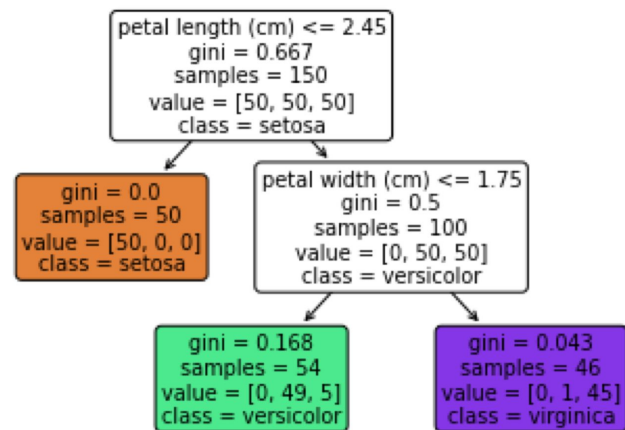 petal length (cm) <= 2.45
gini = 0.667
samples = 150
value = [50, 50, 50]
class = setosa
gini = 0.0
samples = 50
value = [50, 0, 0]
class = setosa
petal width (cm) <= 1.75
gini = 0.5
samples = 100
value = [0, 50, 50]
class = versicolor
gini = 0.168
samples = 54
value = [0, 49, 5]
class = versicolor
gini = 0.043
samples = 46
value = [0, 1, 45]
class = virginica